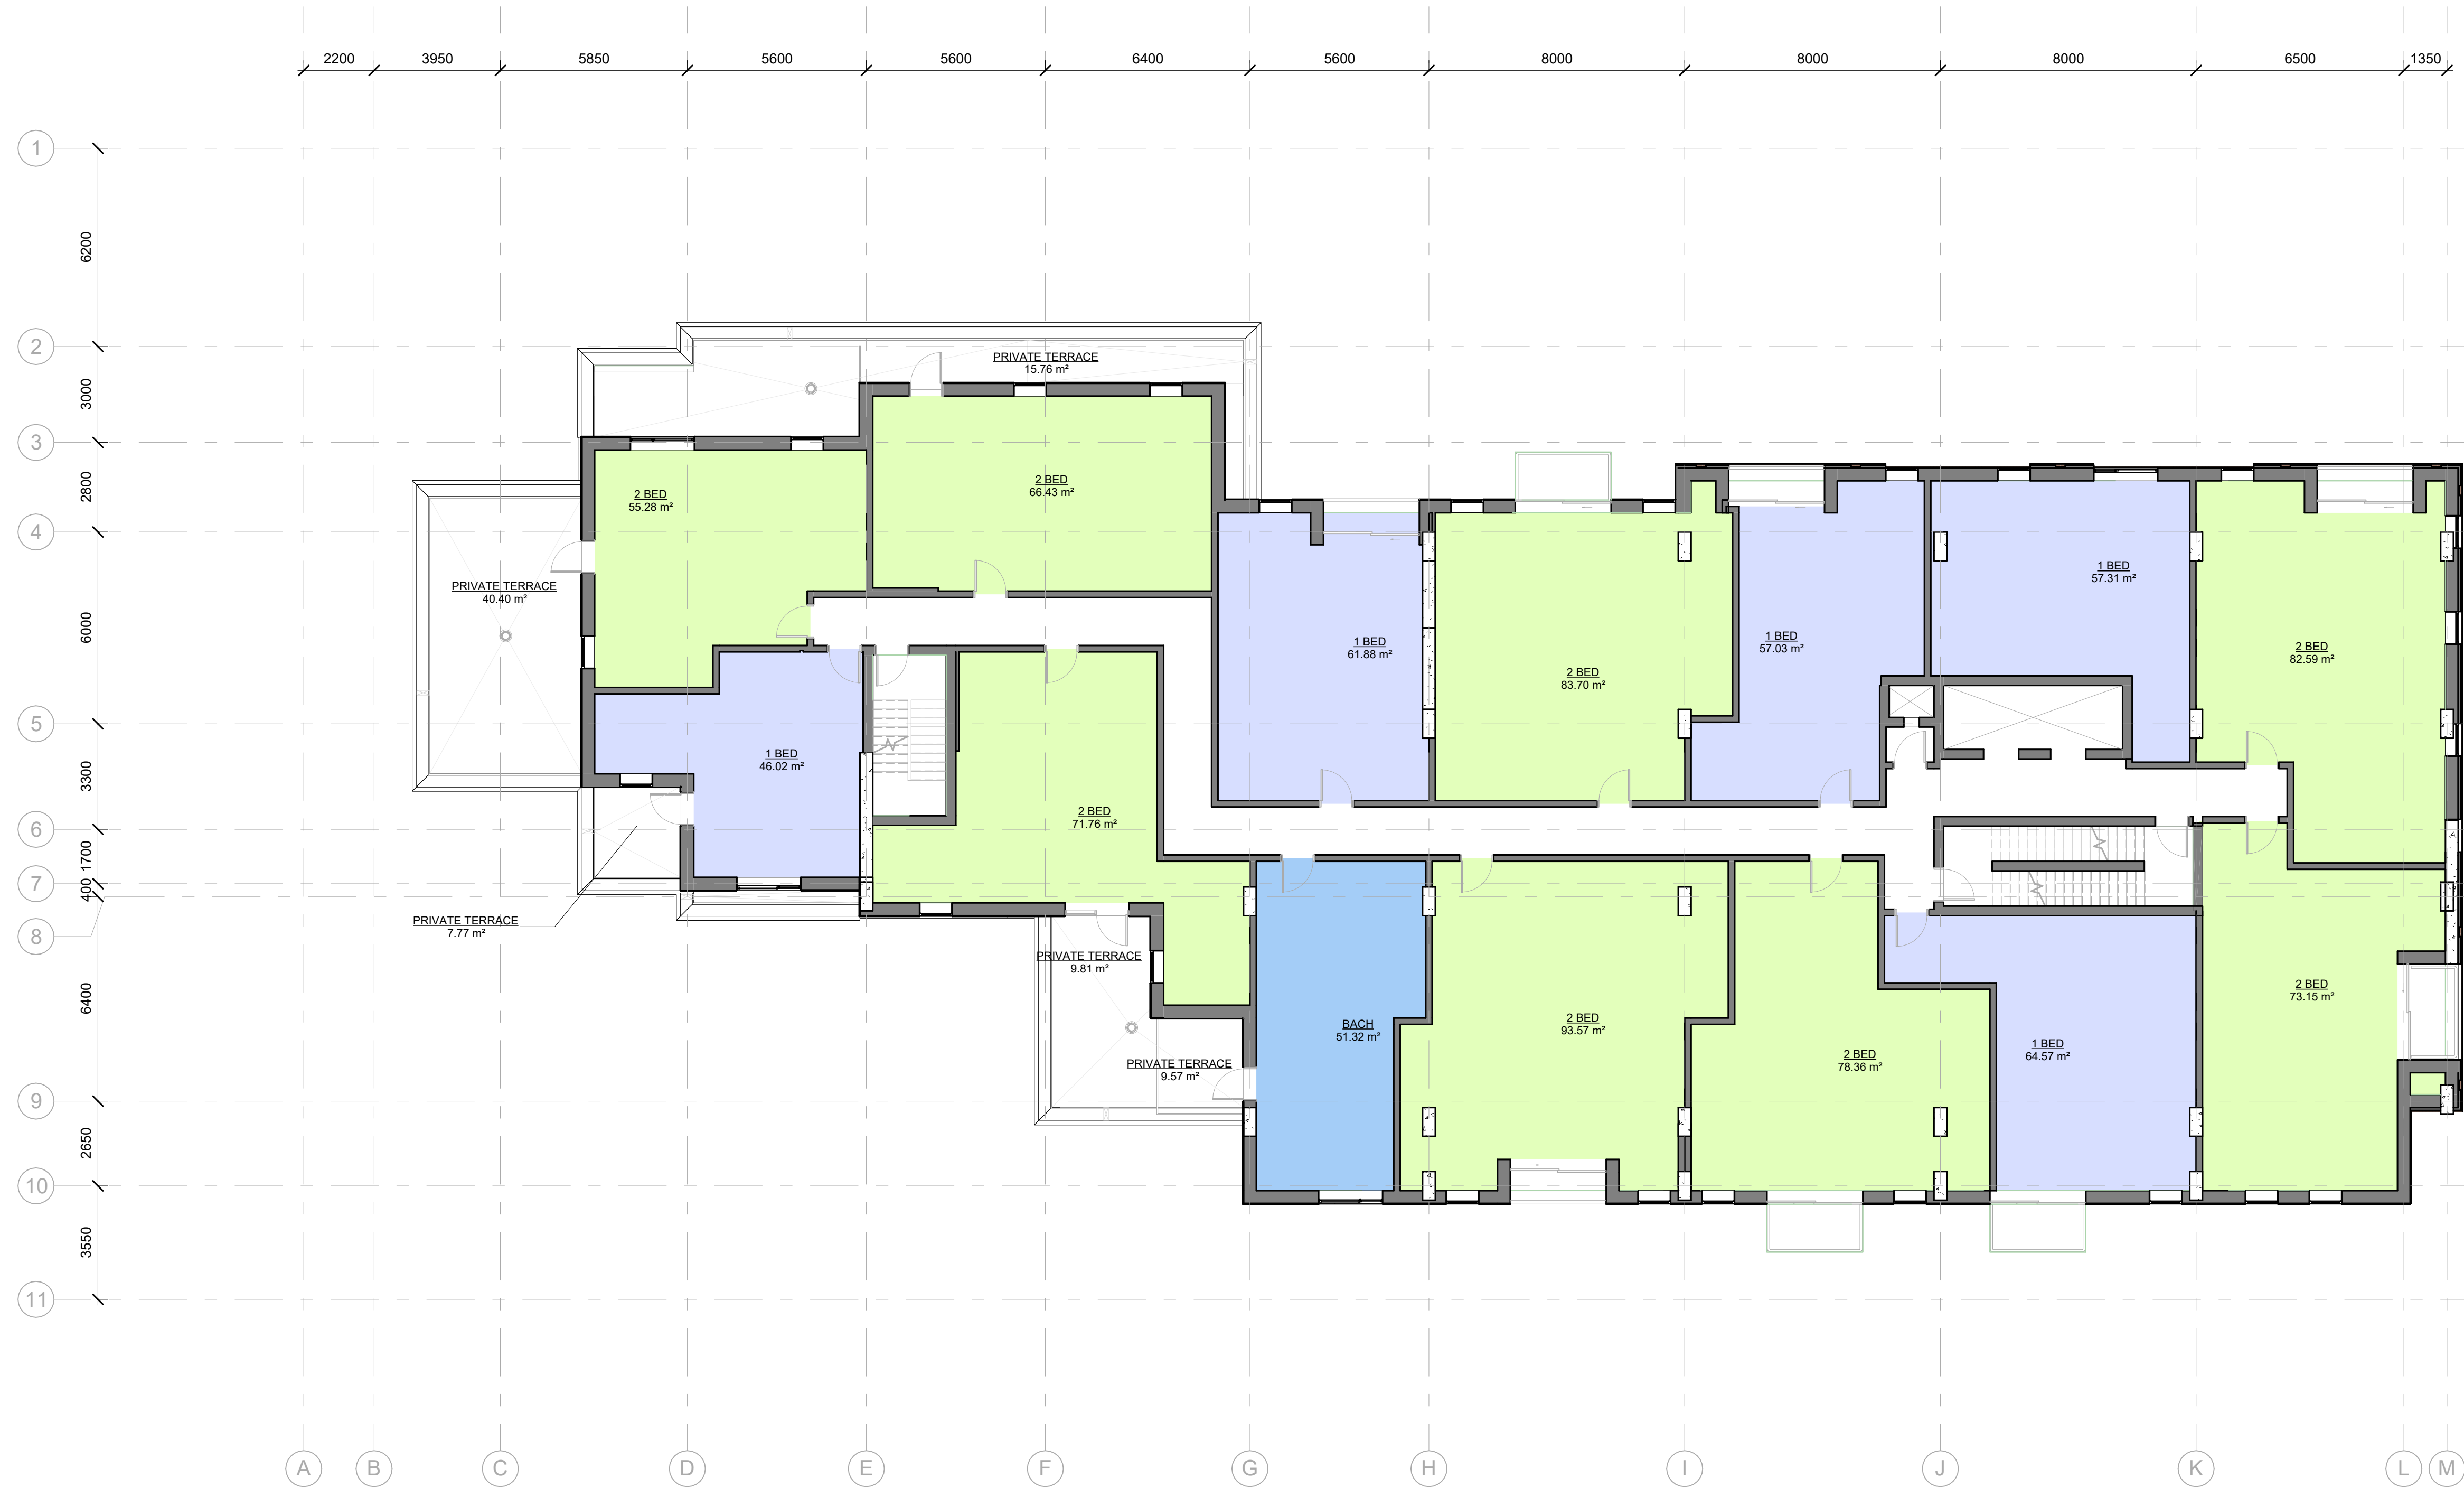 2200
3950
5850
5600
5600
6400
5600
8000
8000
8000
6500
1350
1
6200
2
3000
3
2800
4
6000
5
3300
6
1700
7
400
8
6400
9
2650
10
3550
11
PRIVATE TERRACE
15.76 m²
2 BED
55.28 m²
2 BED
66.43 m²
PRIVATE TERRACE
40.40 m²
1 BED
61.88 m²
2 BED
83.70 m²
1 BED
57.03 m²
1 BED
57.31 m²
2 BED
82.59 m²
1 BED
46.02 m²
2 BED
71.76 m²
PRIVATE TERRACE
7.77 m²
PRIVATE TERRACE
9.81 m²
PRIVATE TERRACE
9.57 m²
BACH
51.32 m²
2 BED
93.57 m²
2 BED
78.36 m²
1 BED
64.57 m²
2 BED
73.15 m²
A
B
C
D
E
F
G
H
I
J
K
L
M